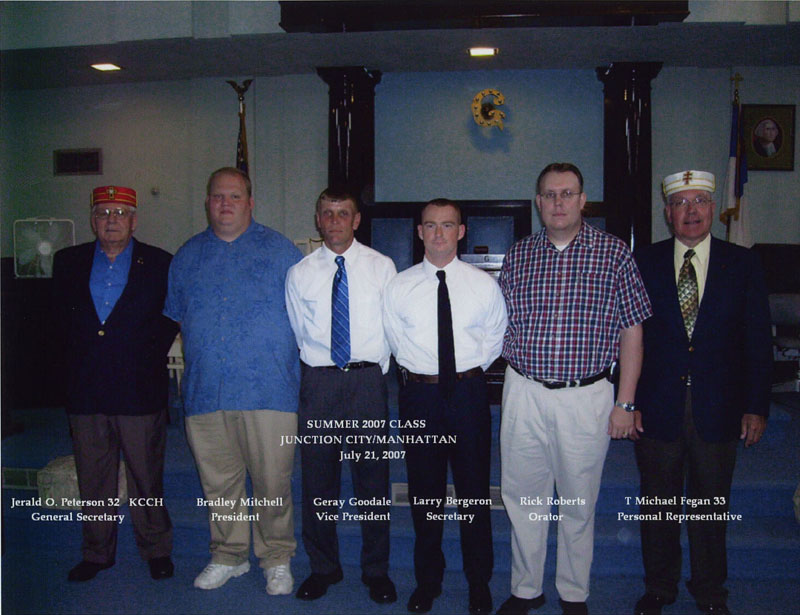 G
G
SUMMER 2007 CLASS
JUNCTION CITY/MANHATTAN
July 21, 2007
Jerald O. Peterson 32 KCCH
General Secretary
Bradley Mitchell
President
Geray Goodale
Vice President
Larry Bergeron
Secretary
Rick Roberts
Orator
T Michael Fegan 33
Personal Representative